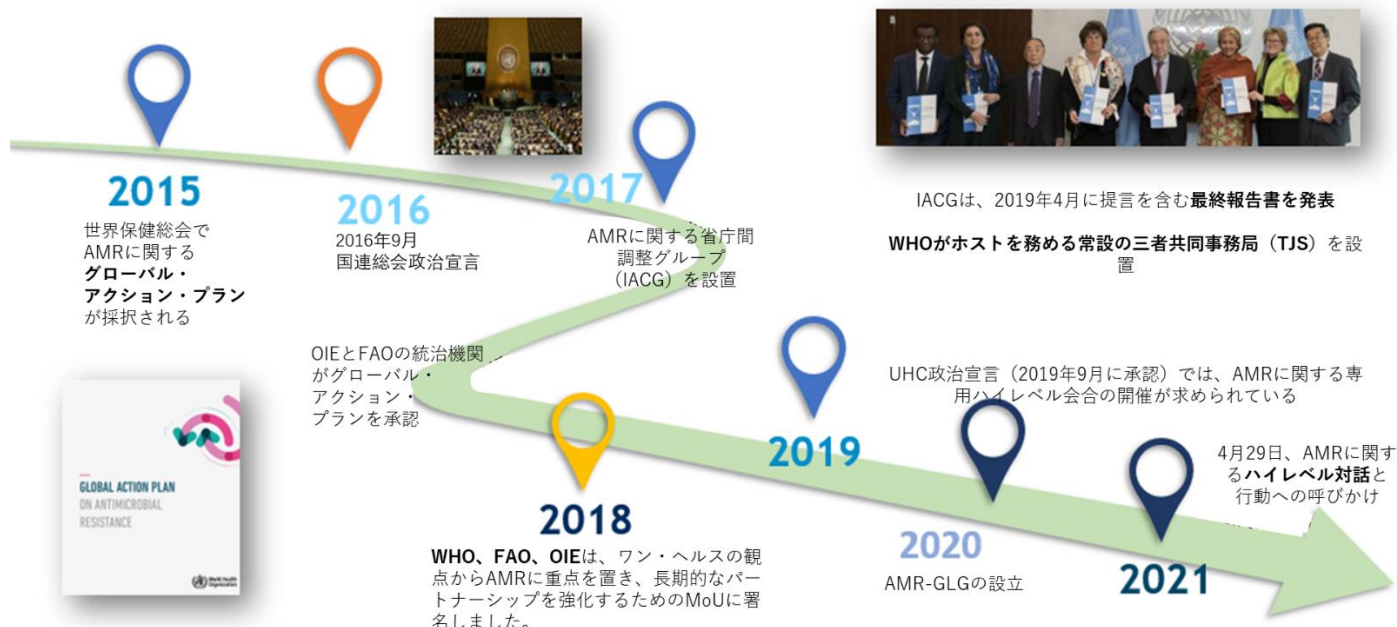 2015
世界保健総会で
AMRに関する
グローバル・
アクション・プラン
が採択される
2016
2016年9月
国連総会政治宣言
2017
AMRに関する省庁間
調整グループ
（IACG）を設置
IACGは、2019年4月に提言を含む最終報告書を発表
WHOがホストを務める常設の三者共同事務局（TJS）を設
置
OIEとFAOの統治機関
がグローバル・
アクション・
プランを承認
GLOBAL ACTION PLAN
ON ANTIMICROBIAL
RESISTANCE
World Health
Organization
2018
WHO、FAO、OIEは、ワン・ヘルスの観
点からAMRに重点を置き、長期的なパー
トナーシップを強化するためのMoUに署
名しました。
2019
UHC政治宣言（2019年9月に承認）では、AMRに関する専
用ハイレベル会合の開催が求められている
2020
AMR-GLGの設立
2021
4月29日、AMRに関す
るハイレベル対話と
行動への呼びかけ